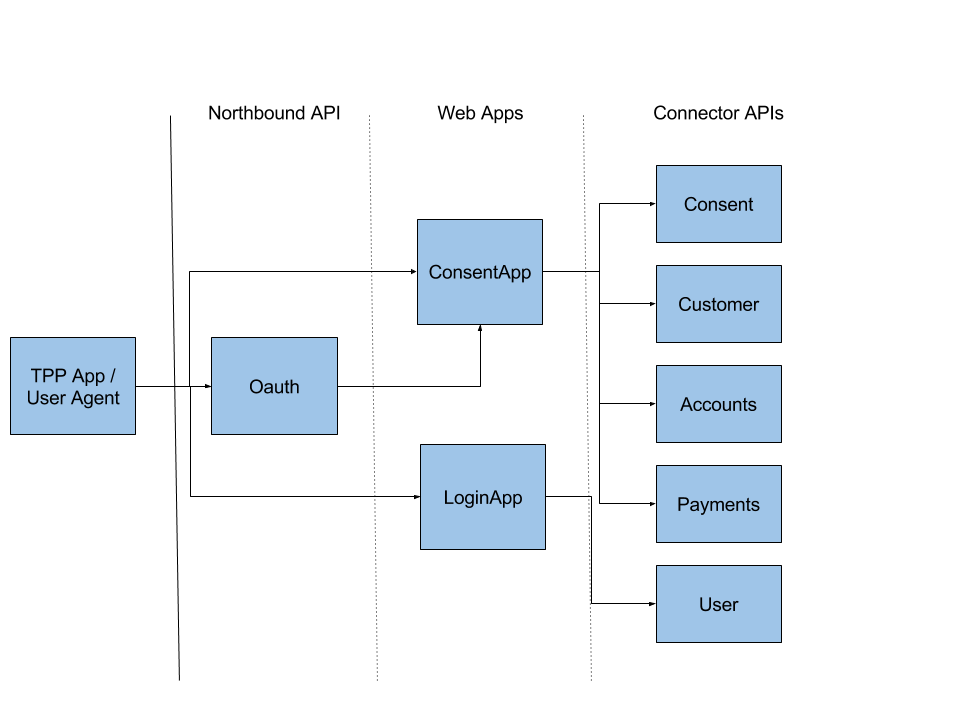 Northbound API
Web Apps
Connector APIs
Consent
ConsentApp
Customer
TPP App /
User Agent
Oauth
Accounts
LoginApp
Payments
User